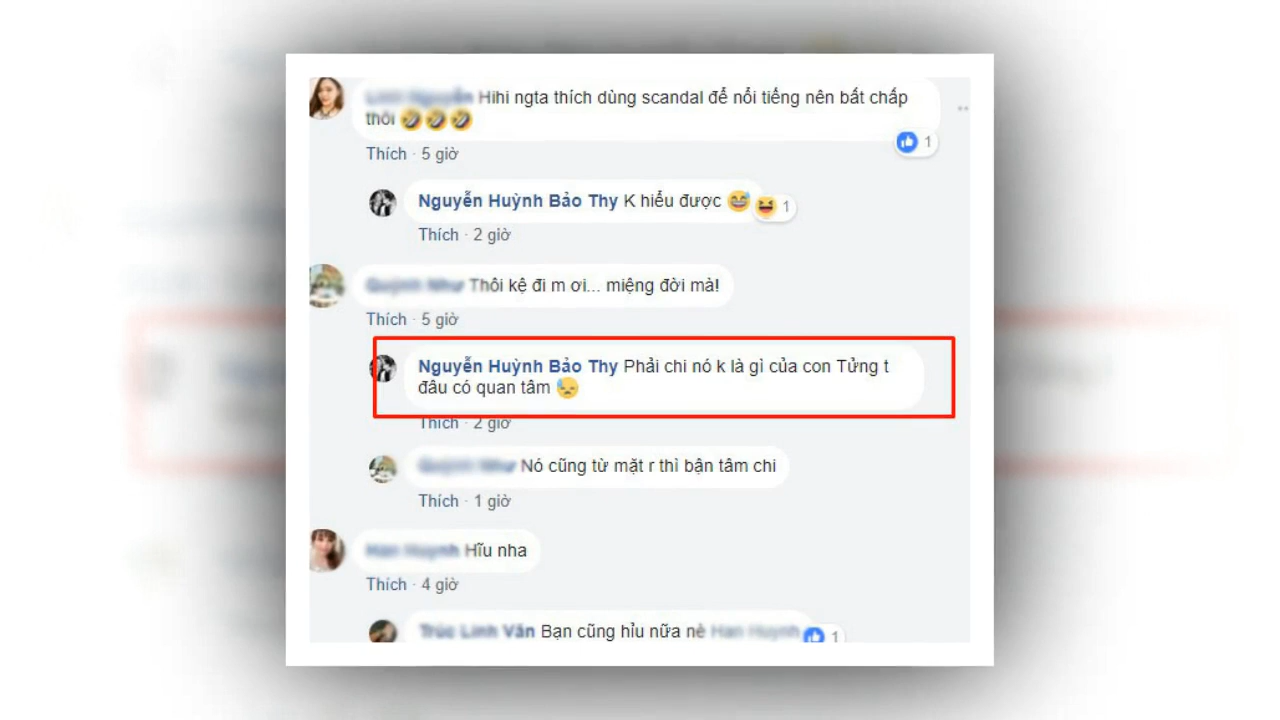 Hihi ngta thích dùng scandal để nổi tiếng nên bất chấp
thôi 🤣🤣🤣
1
Thích · 5 giờ
Nguyễn Huỳnh Bảo Thy K hiểu được 😅 1
Thích · 2 giờ
Thôi kệ đi m ơi... miệng đời mà!
Thích · 5 giờ
Nguyễn Huỳnh Bảo Thy Phải chi nó k là gì của con Tửng t
đâu có quan tâm 😓
Thích · 2 giờ
Nó cũng từ mặt r thì bận tâm chi
Thích · 1 giờ
Hĩu nha
Thích · 4 giờ
Trúc Linh Văn Bạn cũng hỉu nữa nè 1